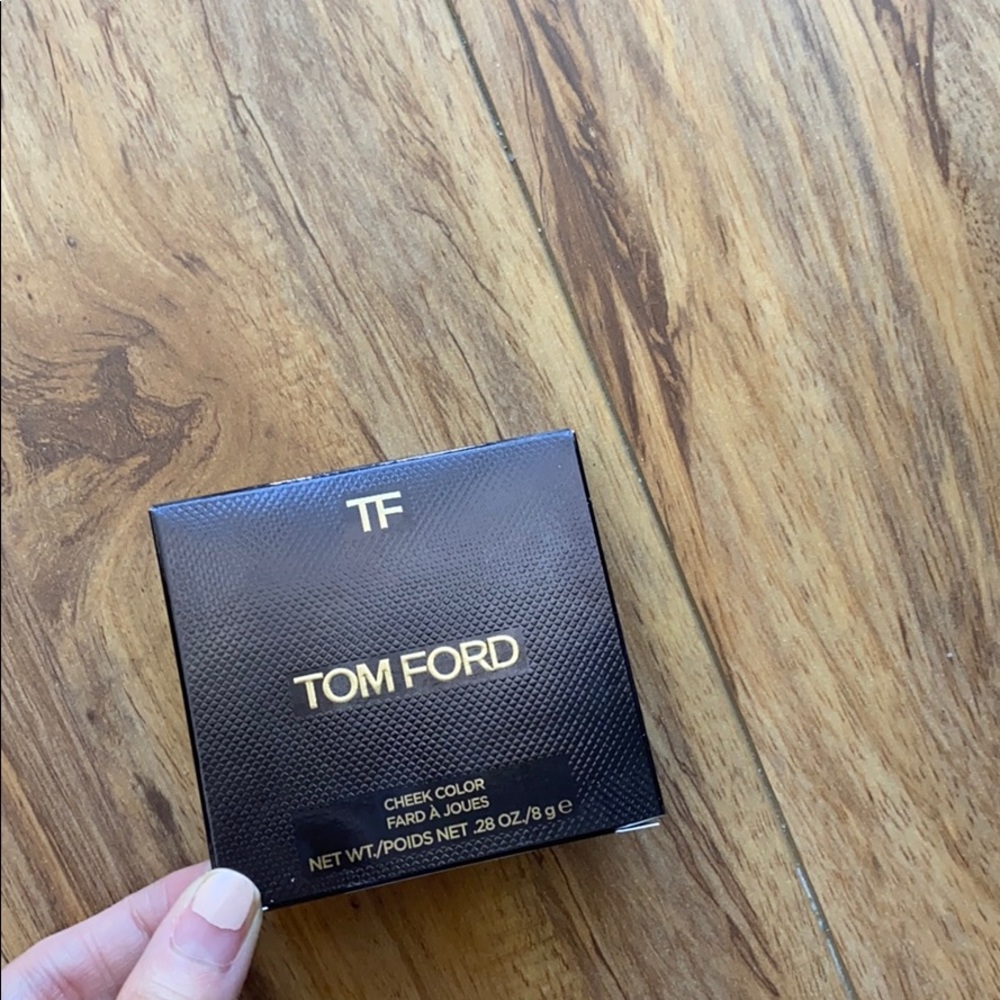 TF
TOM FORD
CHEEK COLOR
FARD À JOUES
NET WT./POIDS NET .28 OZ./8 g ℮